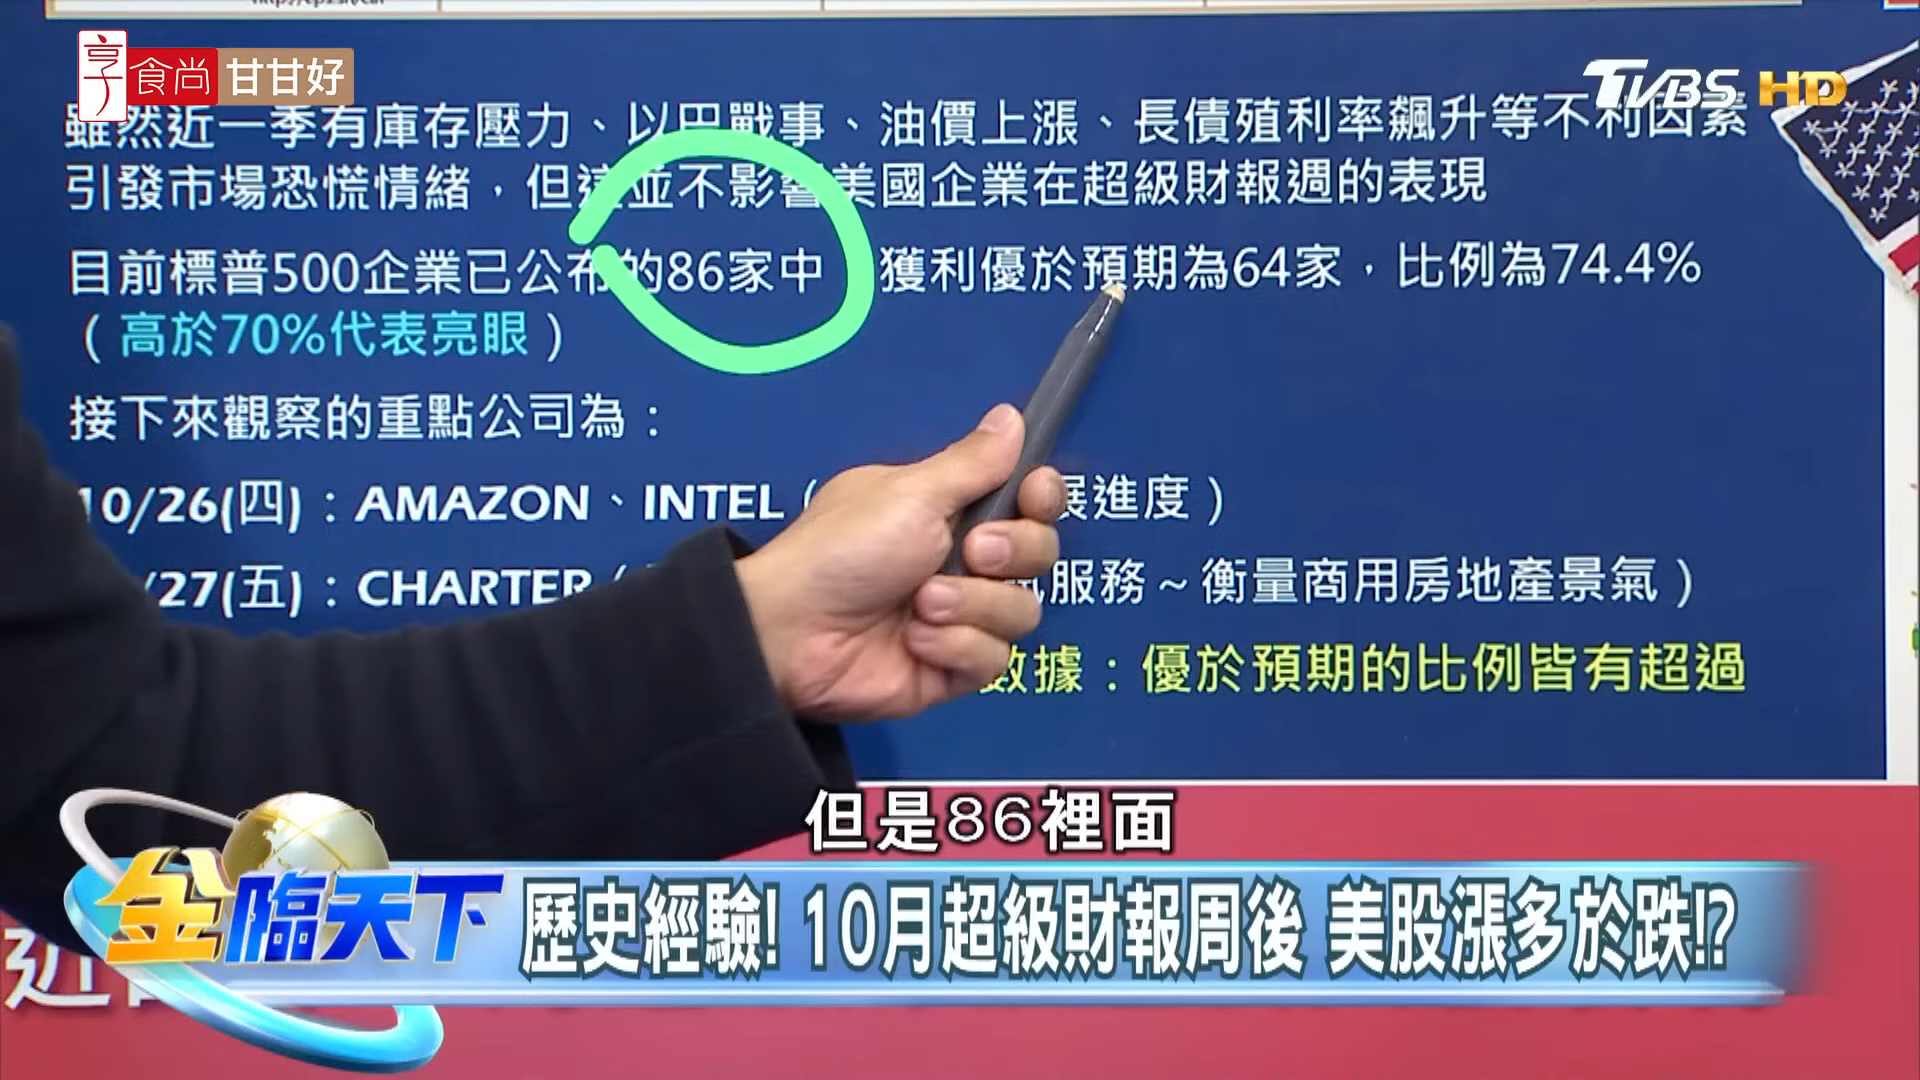 亨食尚 甘甘好
TVBS HD
雖然近一季有庫存壓力、以巴戰事、油價上漲、長債殖利率飆升等不利因素
引發市場恐慌情緒，但這並不影響美國企業在超級財報週的表現
目前標普500企業已公布的86家中 獲利優於預期為64家，比例為74.4%
（高於70%代表亮眼）
接下來觀察的重點公司為：
10/26(四)：AMAZON、INTEL（ 展進度）
/27(五)：CHARTER（ 訊服務～衡量商用房地產景氣）
數據：優於預期的比例皆有超過
但是86裡面
金臨天下
歷史經驗! 10月超級財報周後 美股漲多於跌!?
近